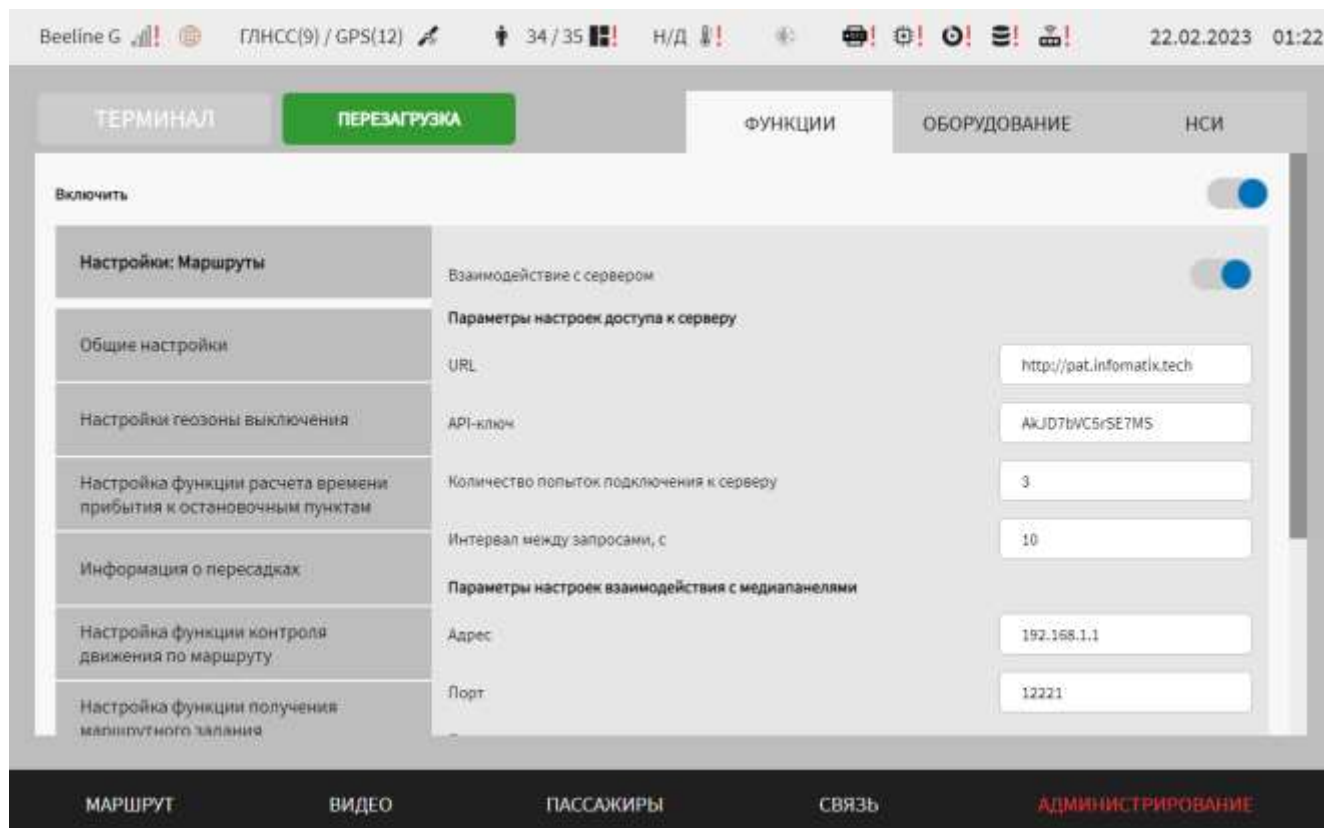 Beeline G ГЛНСС(9) / GPS(12) 34 / 35 ! Н/Д ! ! ! ! ! ! 22.02.2023 01:22
ТЕРМИНАЛ ПЕРЕЗАГРУЗКА ФУНКЦИИ ОБОРУДОВАНИЕ НСИ
Включить
Настройки: Маршруты
Взаимодействие с сервером
Параметры настроек доступа к серверу
Общие настройки
URL http://pat.infomatix.tech
Настройки геозоны выключения
API-ключ AkJD7bVC5rSE7MS
Настройка функции расчета времени
прибытия к остановочным пунктам
Количество попыток подключения к серверу 3
Интервал между запросами, с 10
Информация о пересадках
Параметры настроек взаимодействия с медиапанелями
Настройка функции контроля
движения по маршруту
Адрес 192.168.1.1
Порт 12221
Настройка функции получения
маршрутного задания
МАРШРУТ ВИДЕО ПАССАЖИРЫ СВЯЗЬ АДМИНИСТРИРОВАНИЕ